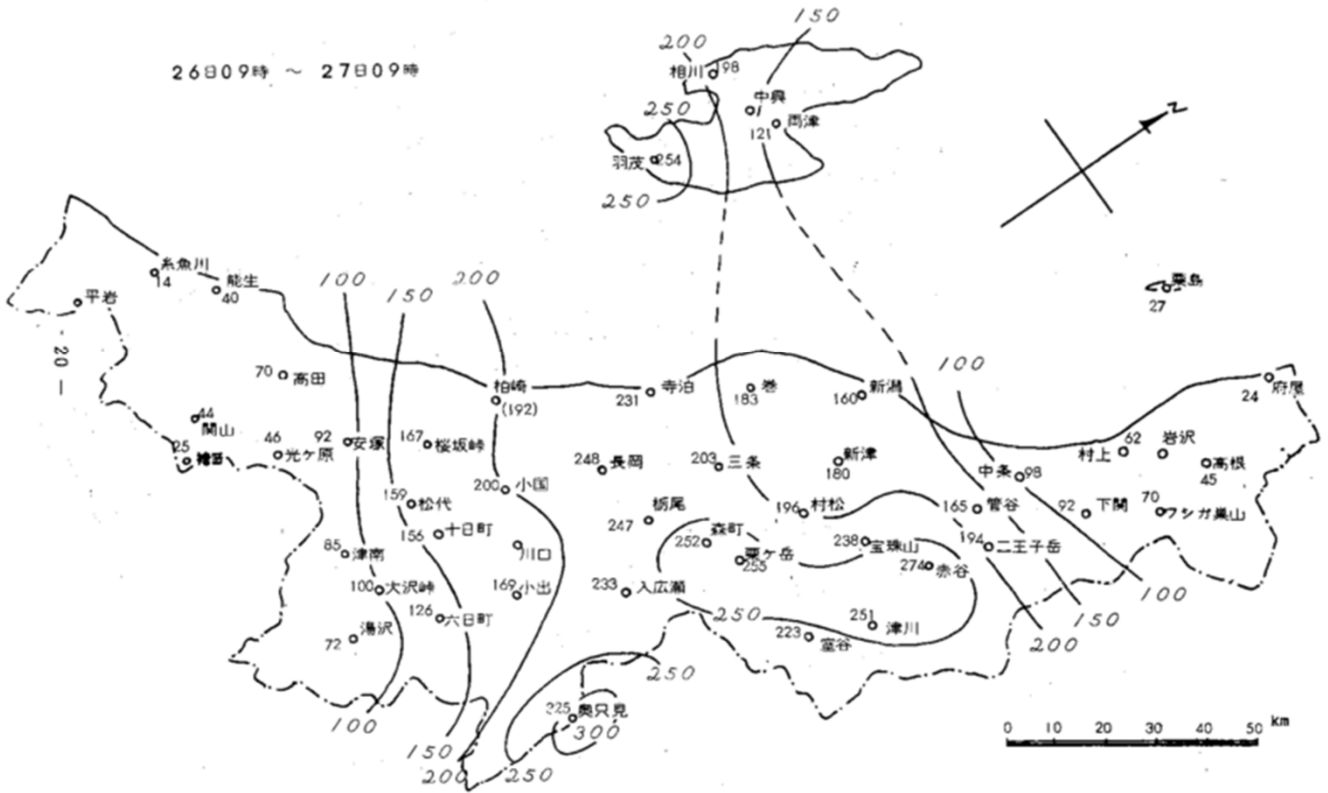 150
200
26日09時 ～ 27日09時
相川 198
中興
250
121 両津
羽茂 254
250
N
糸魚川
14
能生
40
100
150
200
平岩
粟島
27
－20－
70 高田
100
柏崎
(192)
寺泊
231
巻
183
新潟
160
府屋
24
44
関山
25
46 光ヶ原
92 安塚
167 桜坂峠
248 長岡
203 三条
新津
180
中条 98
62
村上
岩沢
高根
45
159 松代
200 小国
栃尾
247
196 村松
165 管谷
92 下関
70
156 十日町
川口
森町
252
粟ヶ岳
255
238 宝珠山
194 二王子岳
85 津南
274 赤谷
100 大沢峠
169 小出
233 入広瀬
100
126 六日町
250
251
津川
150
湯沢
72
223 室谷
200
250
325 奥只見
300
100
150
200 250
0 10 20 30 40 50 km